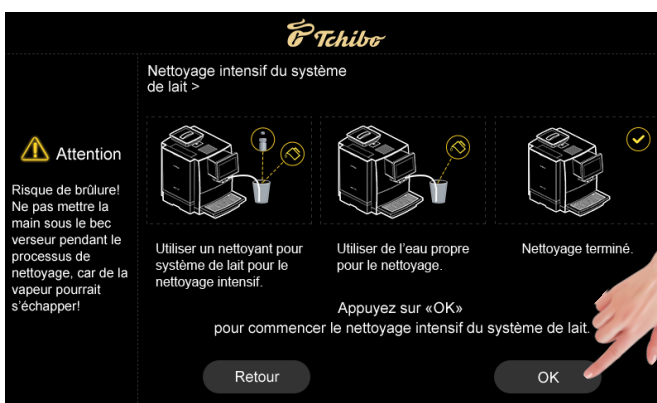 Tchibo
Nettoyage intensif du système
de lait >
Attention
Risque de brûlure!
Ne pas mettre la
main sous le bec
verseur pendant le
processus de
nettoyage, car de la
vapeur pourrait
s'échapper!
Utiliser un nettoyant pour
système de lait pour le
nettoyage intensif.
Utiliser de l'eau propre
pour le nettoyage.
Nettoyage terminé.
Appuyez sur «OK»
pour commencer le nettoyage intensif du système de lait.
Retour
OK